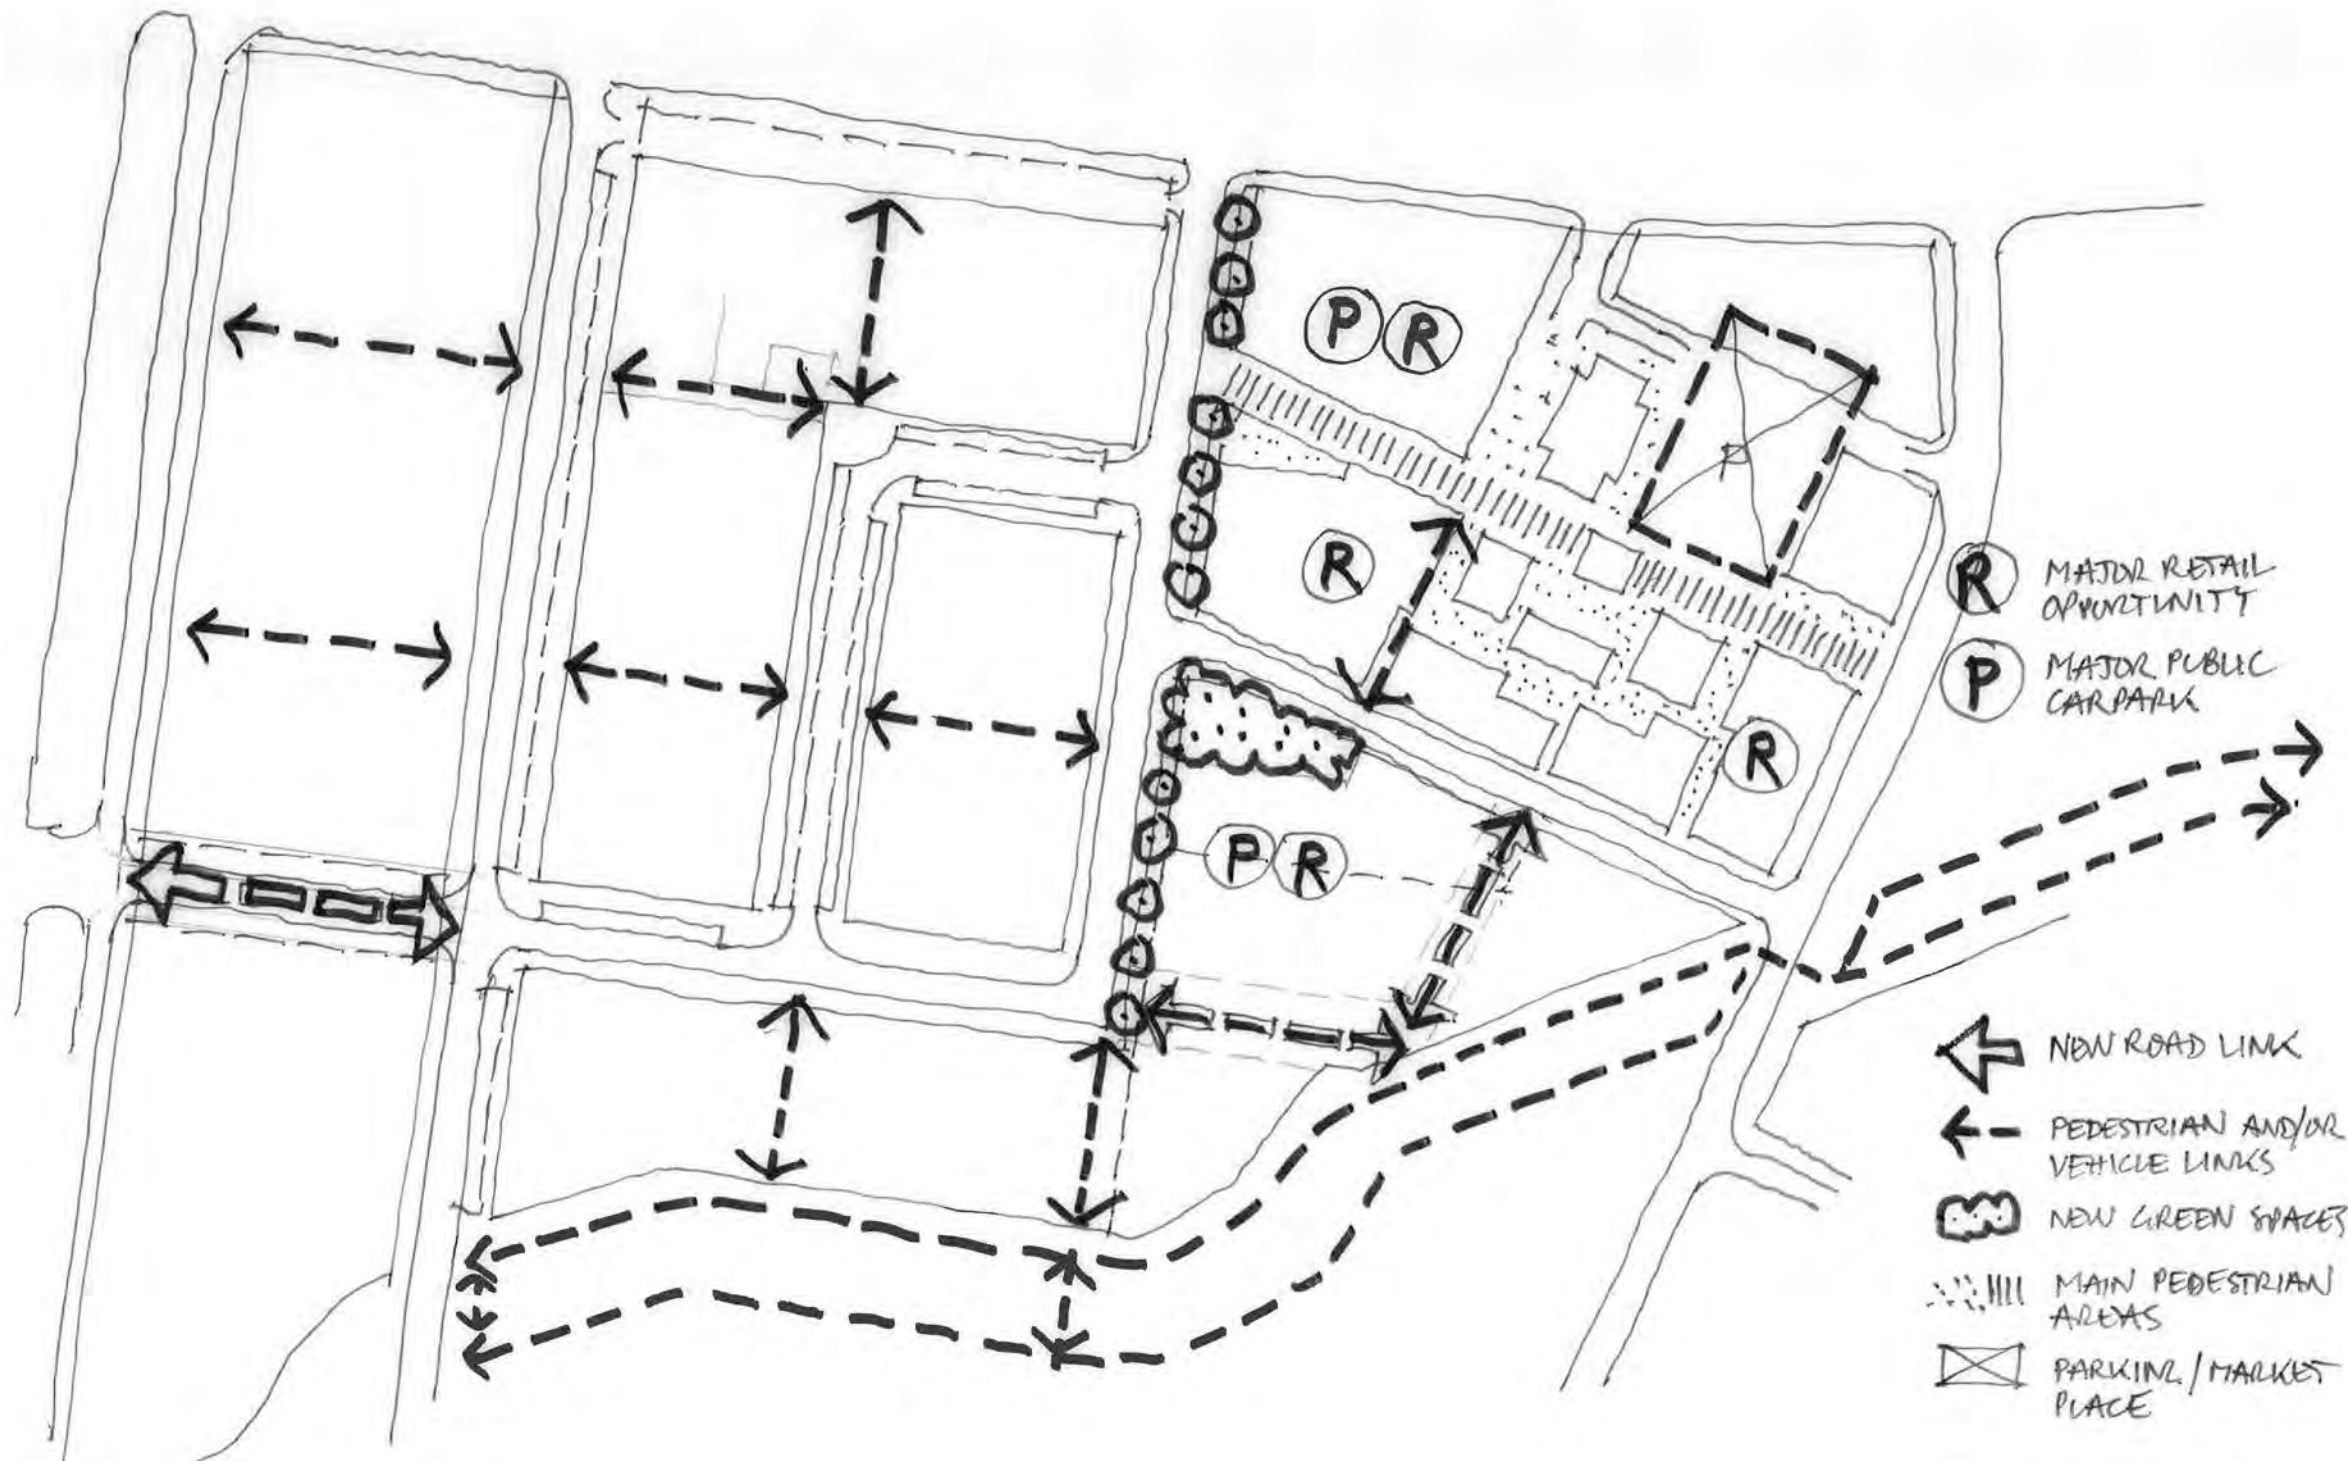 P R
R
R
P R
P
R MAJOR RETAIL
OPPORTUNITY
P MAJOR PUBLIC
CARPARK
NEW ROAD LINK
PEDESTRIAN AND/OR
VEHICLE LINKS
NEW GREEN SPACES
MAIN PEDESTRIAN
AREAS
PARKING / MARKET
PLACE